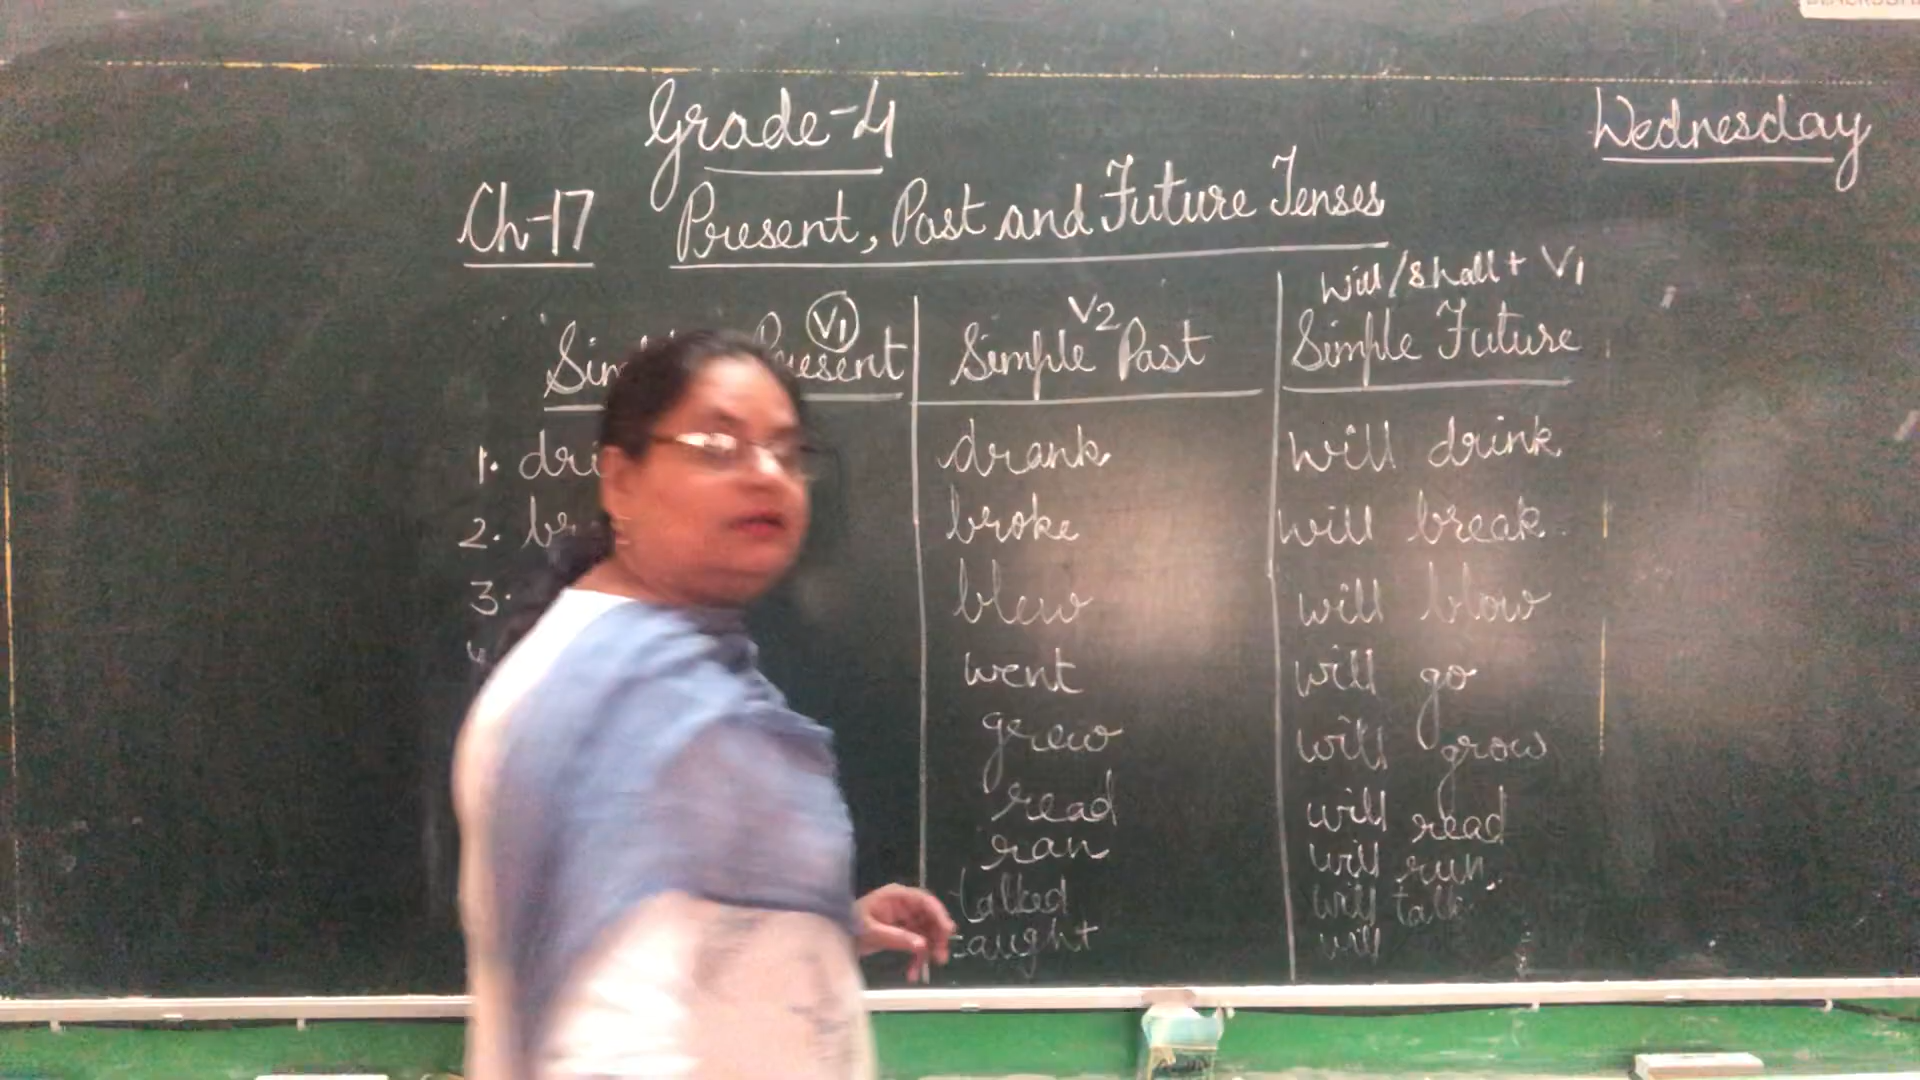 Grade-4
Wednesday
Ch-17 Present, Past and Future Tenses
will/shall + V1
V1 V2
Present Simple Past Simple Future
1. drank will drink
2. broke will break
3. blew will blow
went will go
grew will grow
read will read
ran will run
talked will talk
caught will